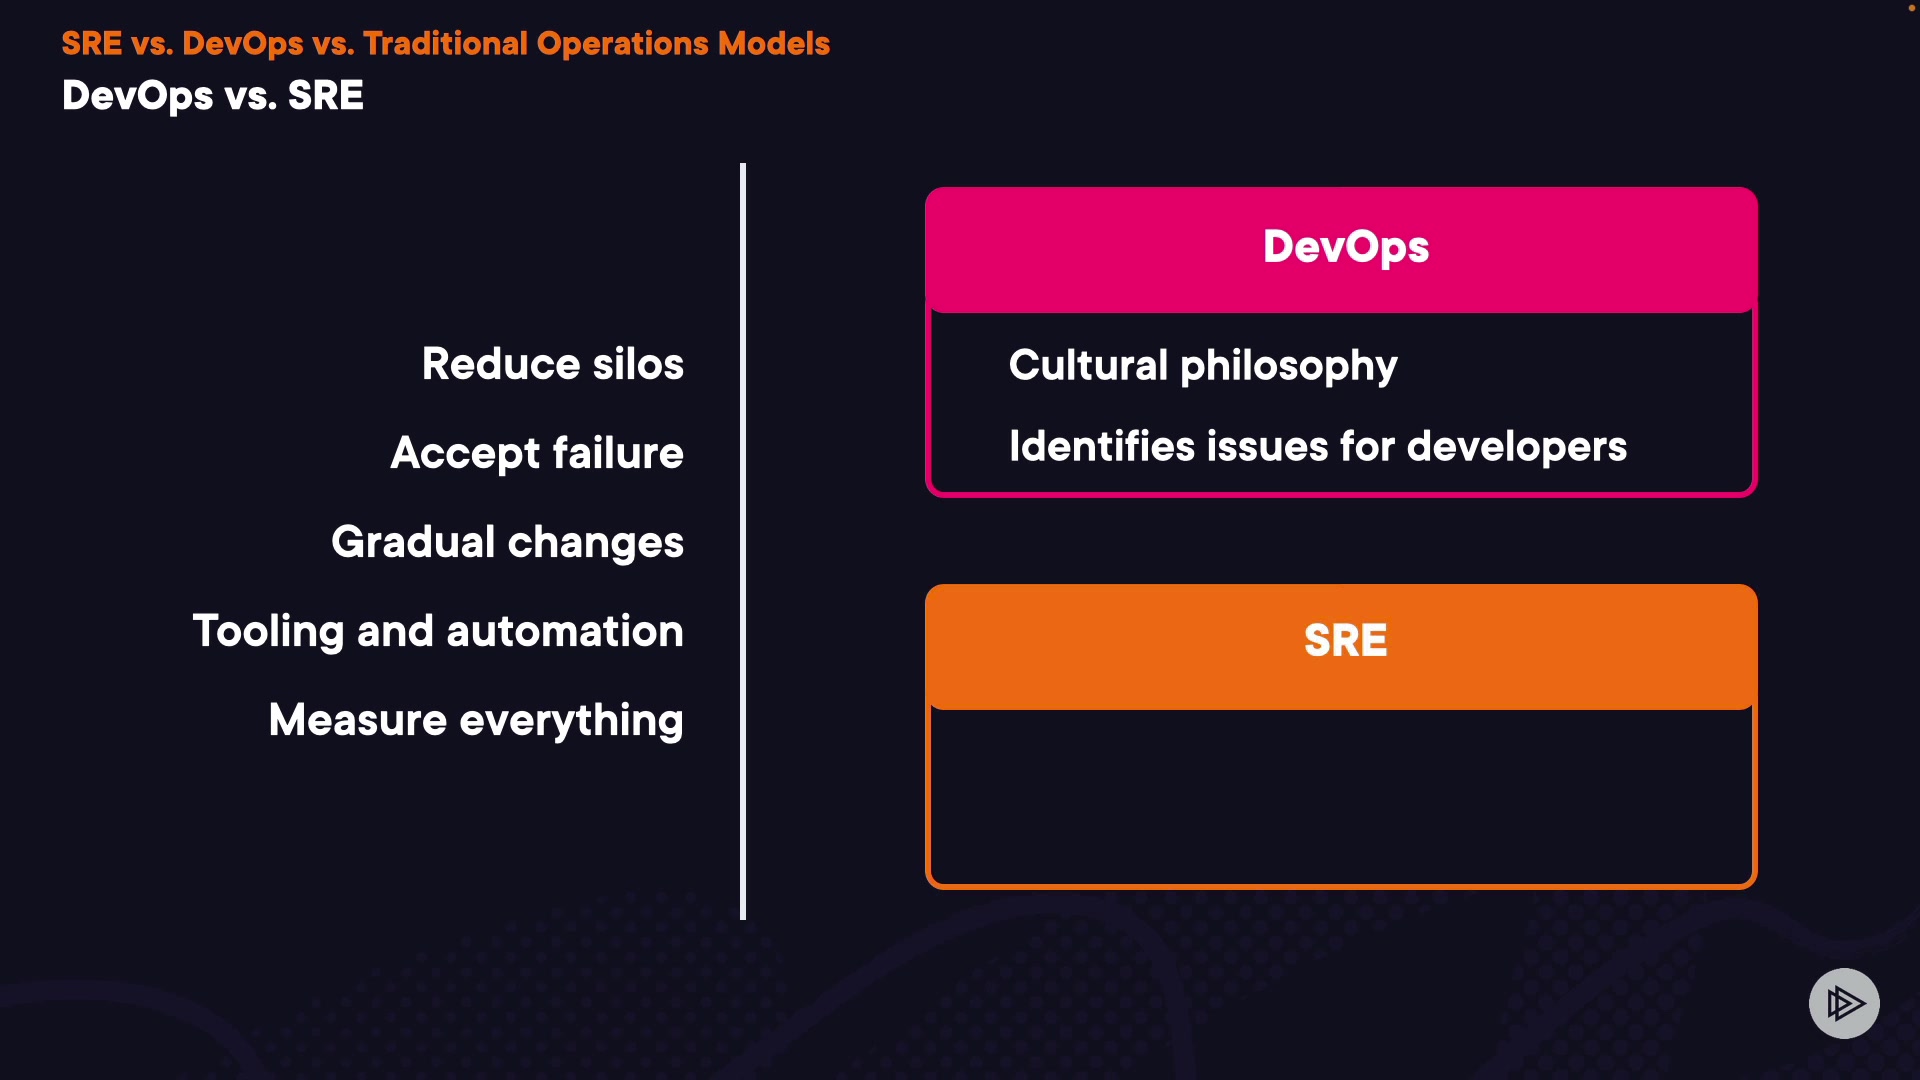 SRE vs. DevOps vs. Traditional Operations Models
DevOps vs. SRE
Reduce silos
Accept failure
Gradual changes
Tooling and automation
Measure everything
DevOps
Cultural philosophy
Identifies issues for developers
SRE